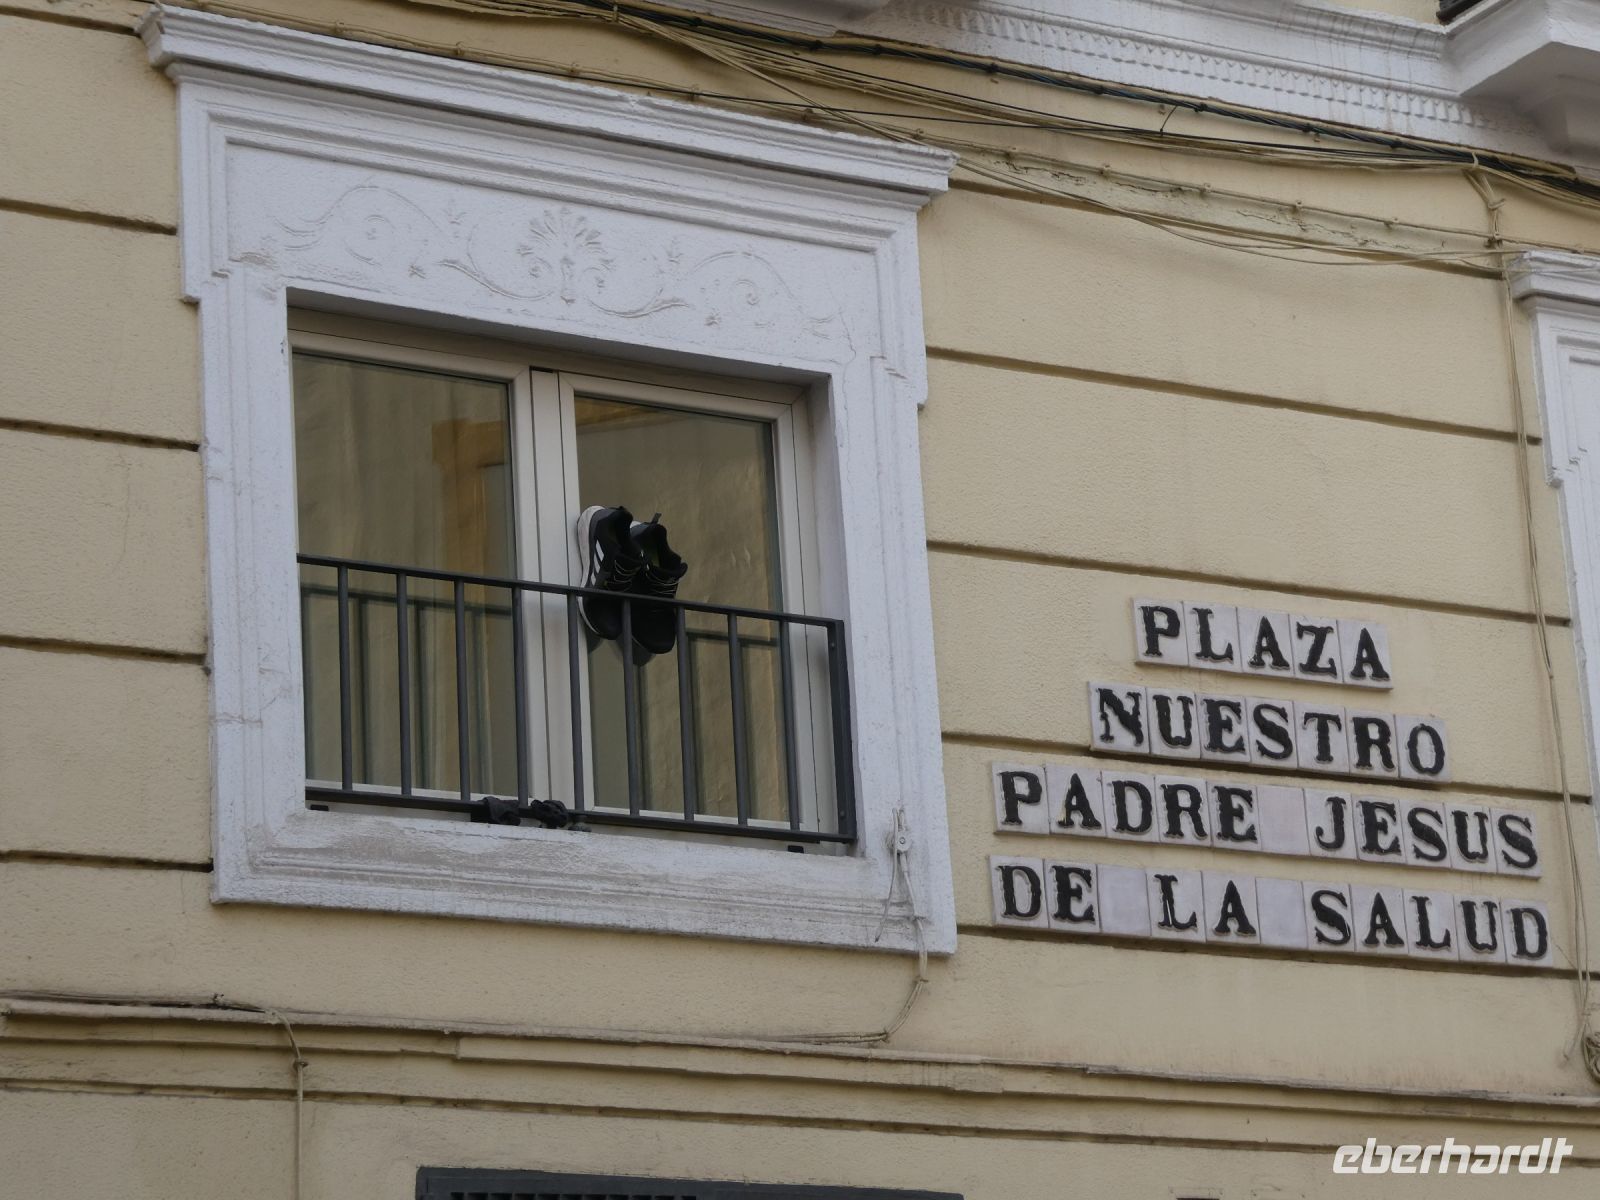 PLAZA
NUESTRO
PADRE JESUS
DE LA SALUD
eberhardt